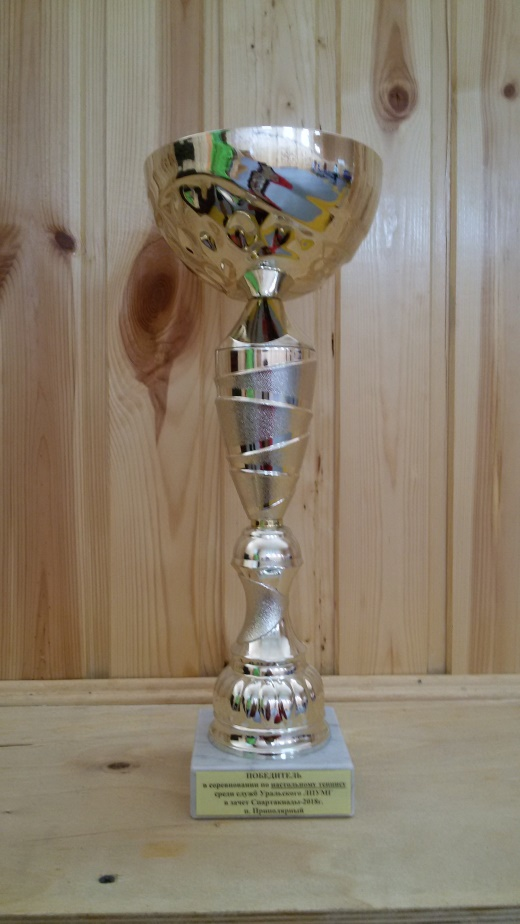 ПОБЕДИТЕЛЬ
в соревновании по настольному теннису
среди служб Уральского ЛПУМГ
в зачет Спартакиады-2018г.
п. Приполярный